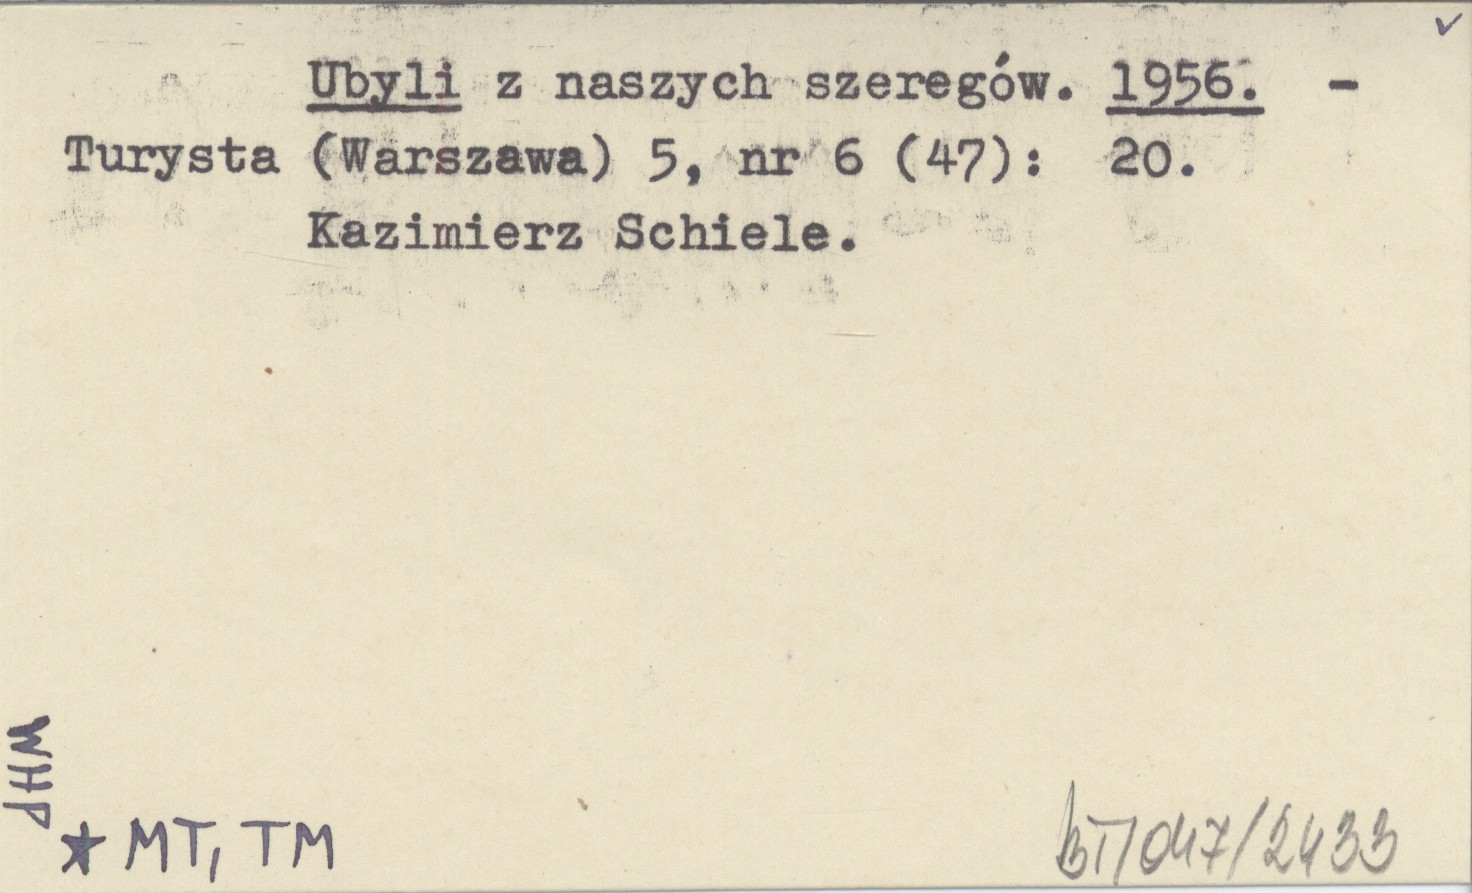 Ubyli z naszych szeregów. 1956. -
Turysta (Warszawa) 5, nr 6 (47): 20.
Kazimierz Schiele.
WHP
★ MT, TM
BT/047/2433